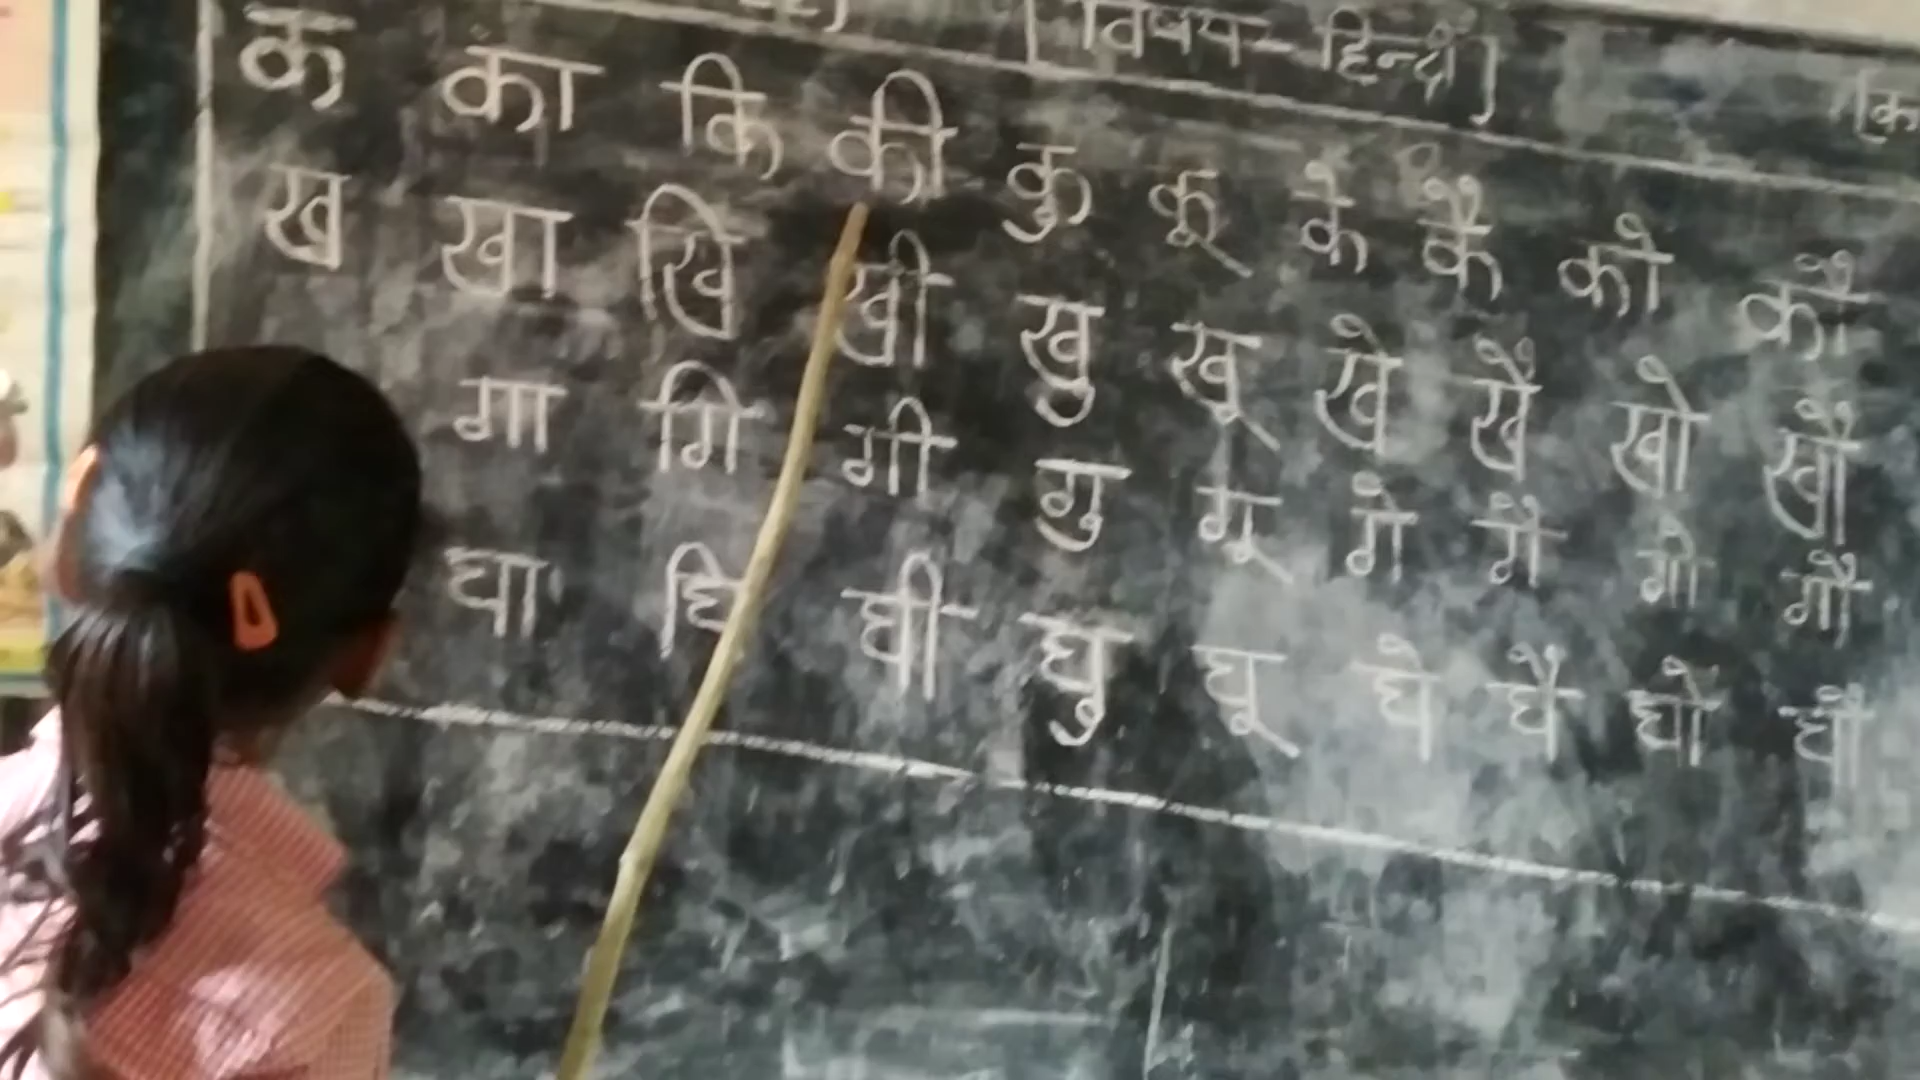 [विषय - हिन्दी]
क का कि की कु कू के कै को कौ
ख खा खि खी खु खू खे खै खो खौ
गा गि गी गु गू गे गै गो गौ
घा घि घी घु घू घे घै घो घौ